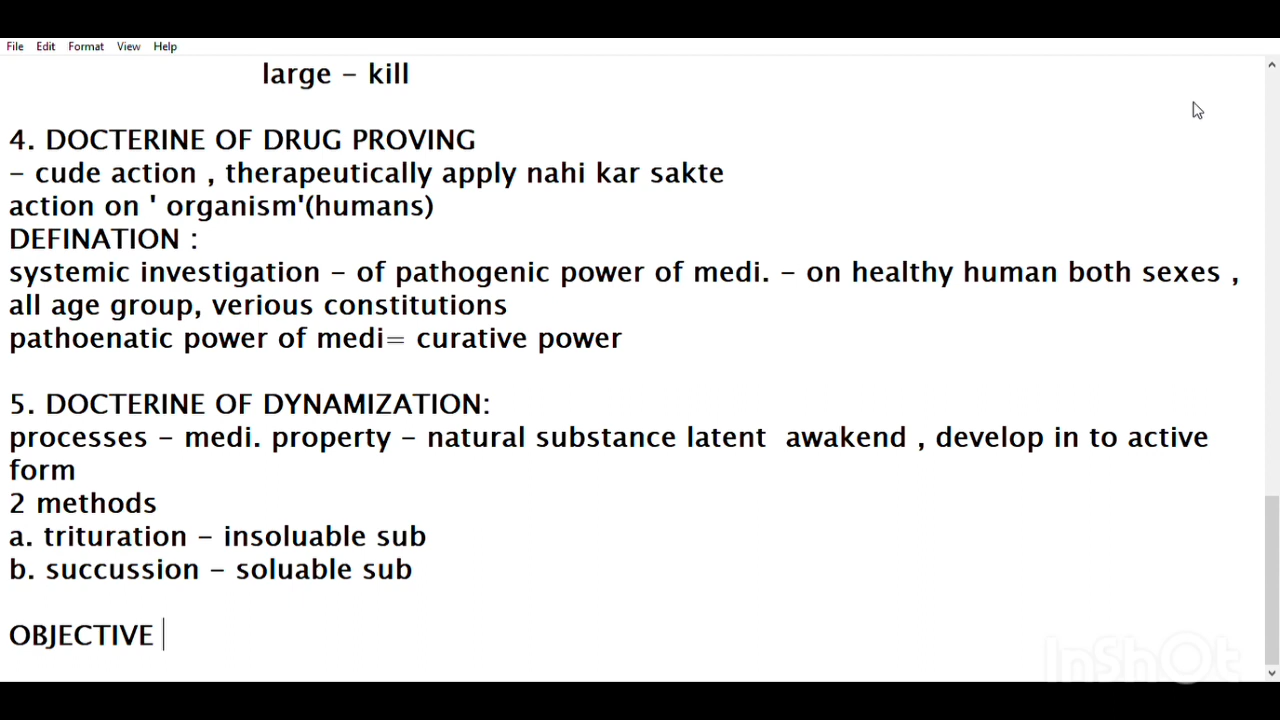 File Edit Format View Help
large - kill
4. DOCTERINE OF DRUG PROVING
- cude action , therapeutically apply nahi kar sakte
action on ' organism'(humans)
DEFINATION :
systemic investigation - of pathogenic power of medi. - on healthy human both sexes ,
all age group, verious constitutions
pathoenatic power of medi= curative power
5. DOCTERINE OF DYNAMIZATION:
processes - medi. property - natural substance latent  awakend , develop in to active
form
2 methods
a. trituration - insoluable sub
b. succussion - soluable sub
OBJECTIVE
InShOt